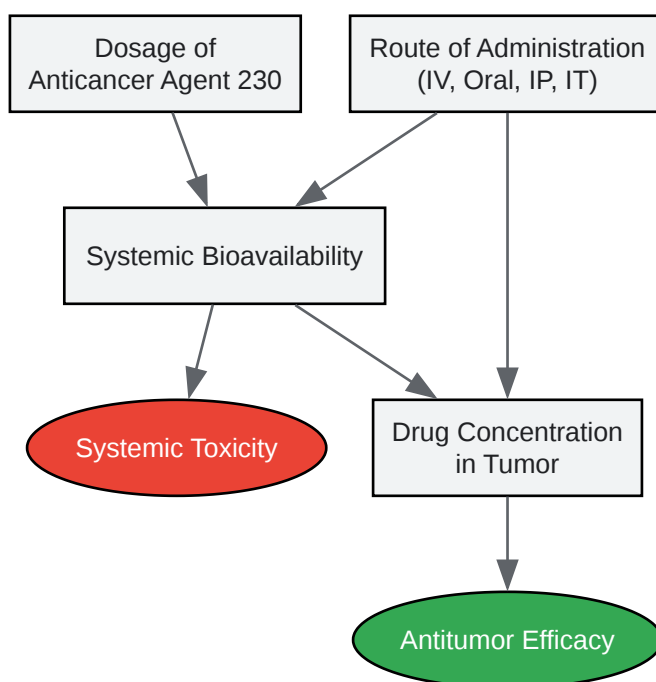 Dosage of
Anticancer Agent 230
Route of Administration
(IV, Oral, IP, IT)
Systemic Bioavailability
Systemic Toxicity
Drug Concentration
in Tumor
Antitumor Efficacy